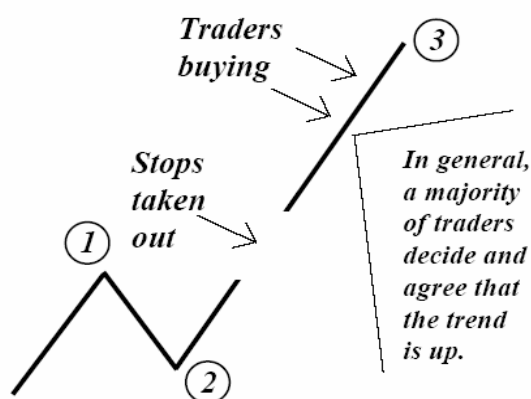 Traders
buying
3
Stops
taken
out
1
2
In general,
a majority
of traders
decide and
agree that
the trend
is up.